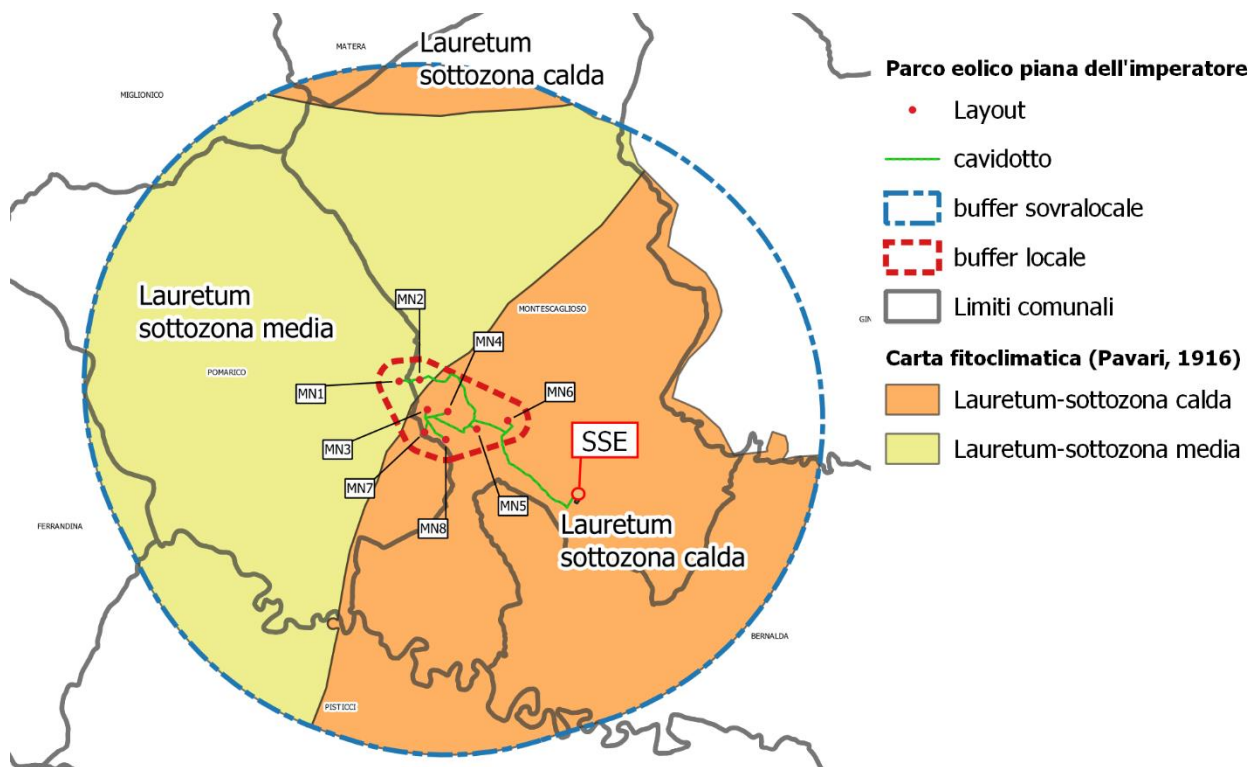 Lauretum
sottozona calda
MATERA
MIGLIONICO
Lauretum
sottozona media
MN2
MONTESCAGLIOSO
MN4
POMARICO
MN1
MN6
MN3
SSE
MN7
MN5
MN8
FERRANDINA
Lauretum
sottozona calda
BERNALDA
PISTICCI
GIN
Parco eolico piana dell'imperatore
Layout
cavidotto
buffer sovralocale
buffer locale
Limiti comunali
Carta fitoclimatica (Pavari, 1916)
Lauretum-sottozona calda
Lauretum-sottozona media